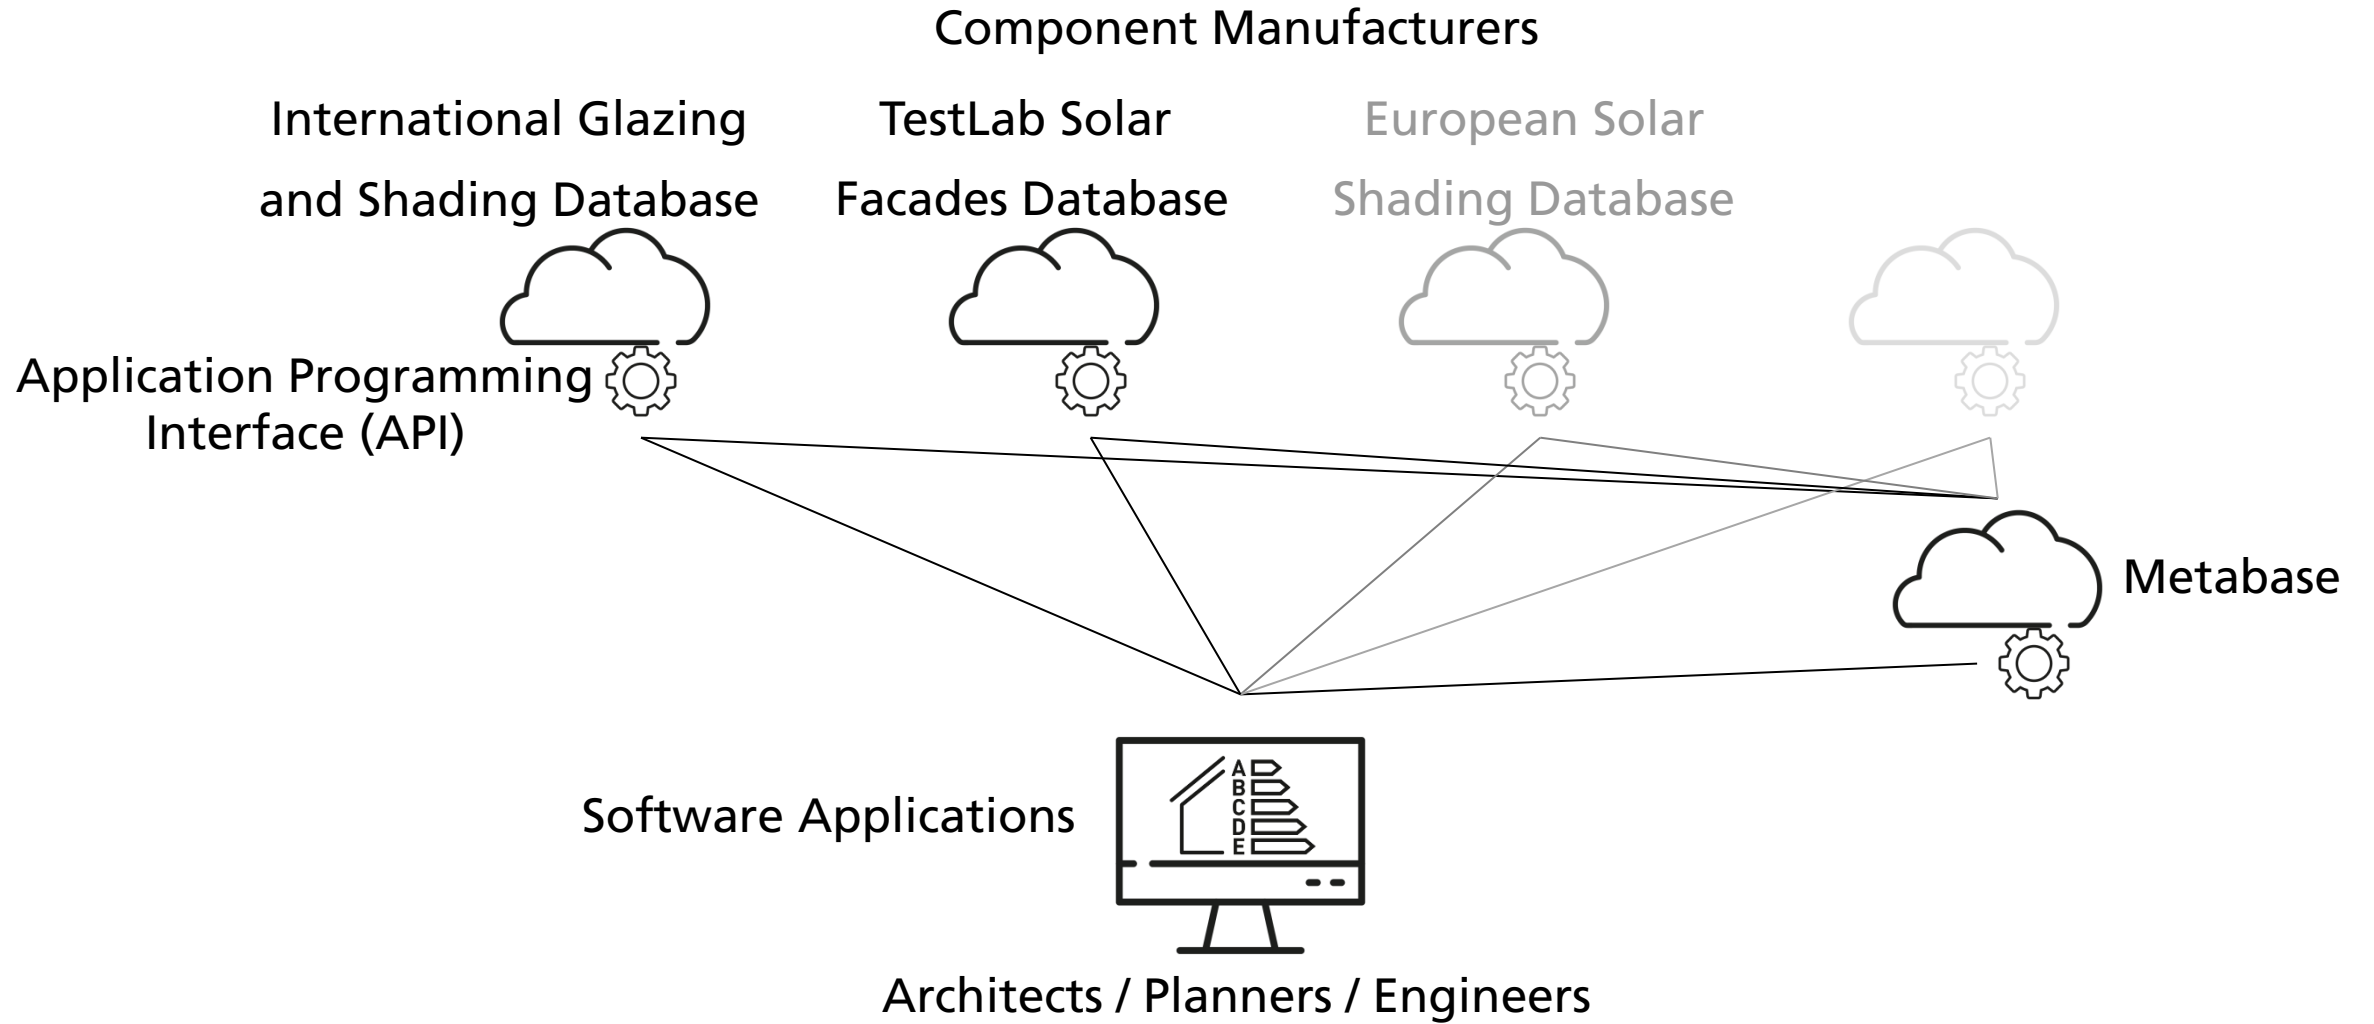 Component Manufacturers
International Glazing
and Shading Database
TestLab Solar
Facades Database
European Solar
Shading Database
Application Programming
Interface (API)
Metabase
Software Applications
A
B
C
D
E
Architects / Planners / Engineers